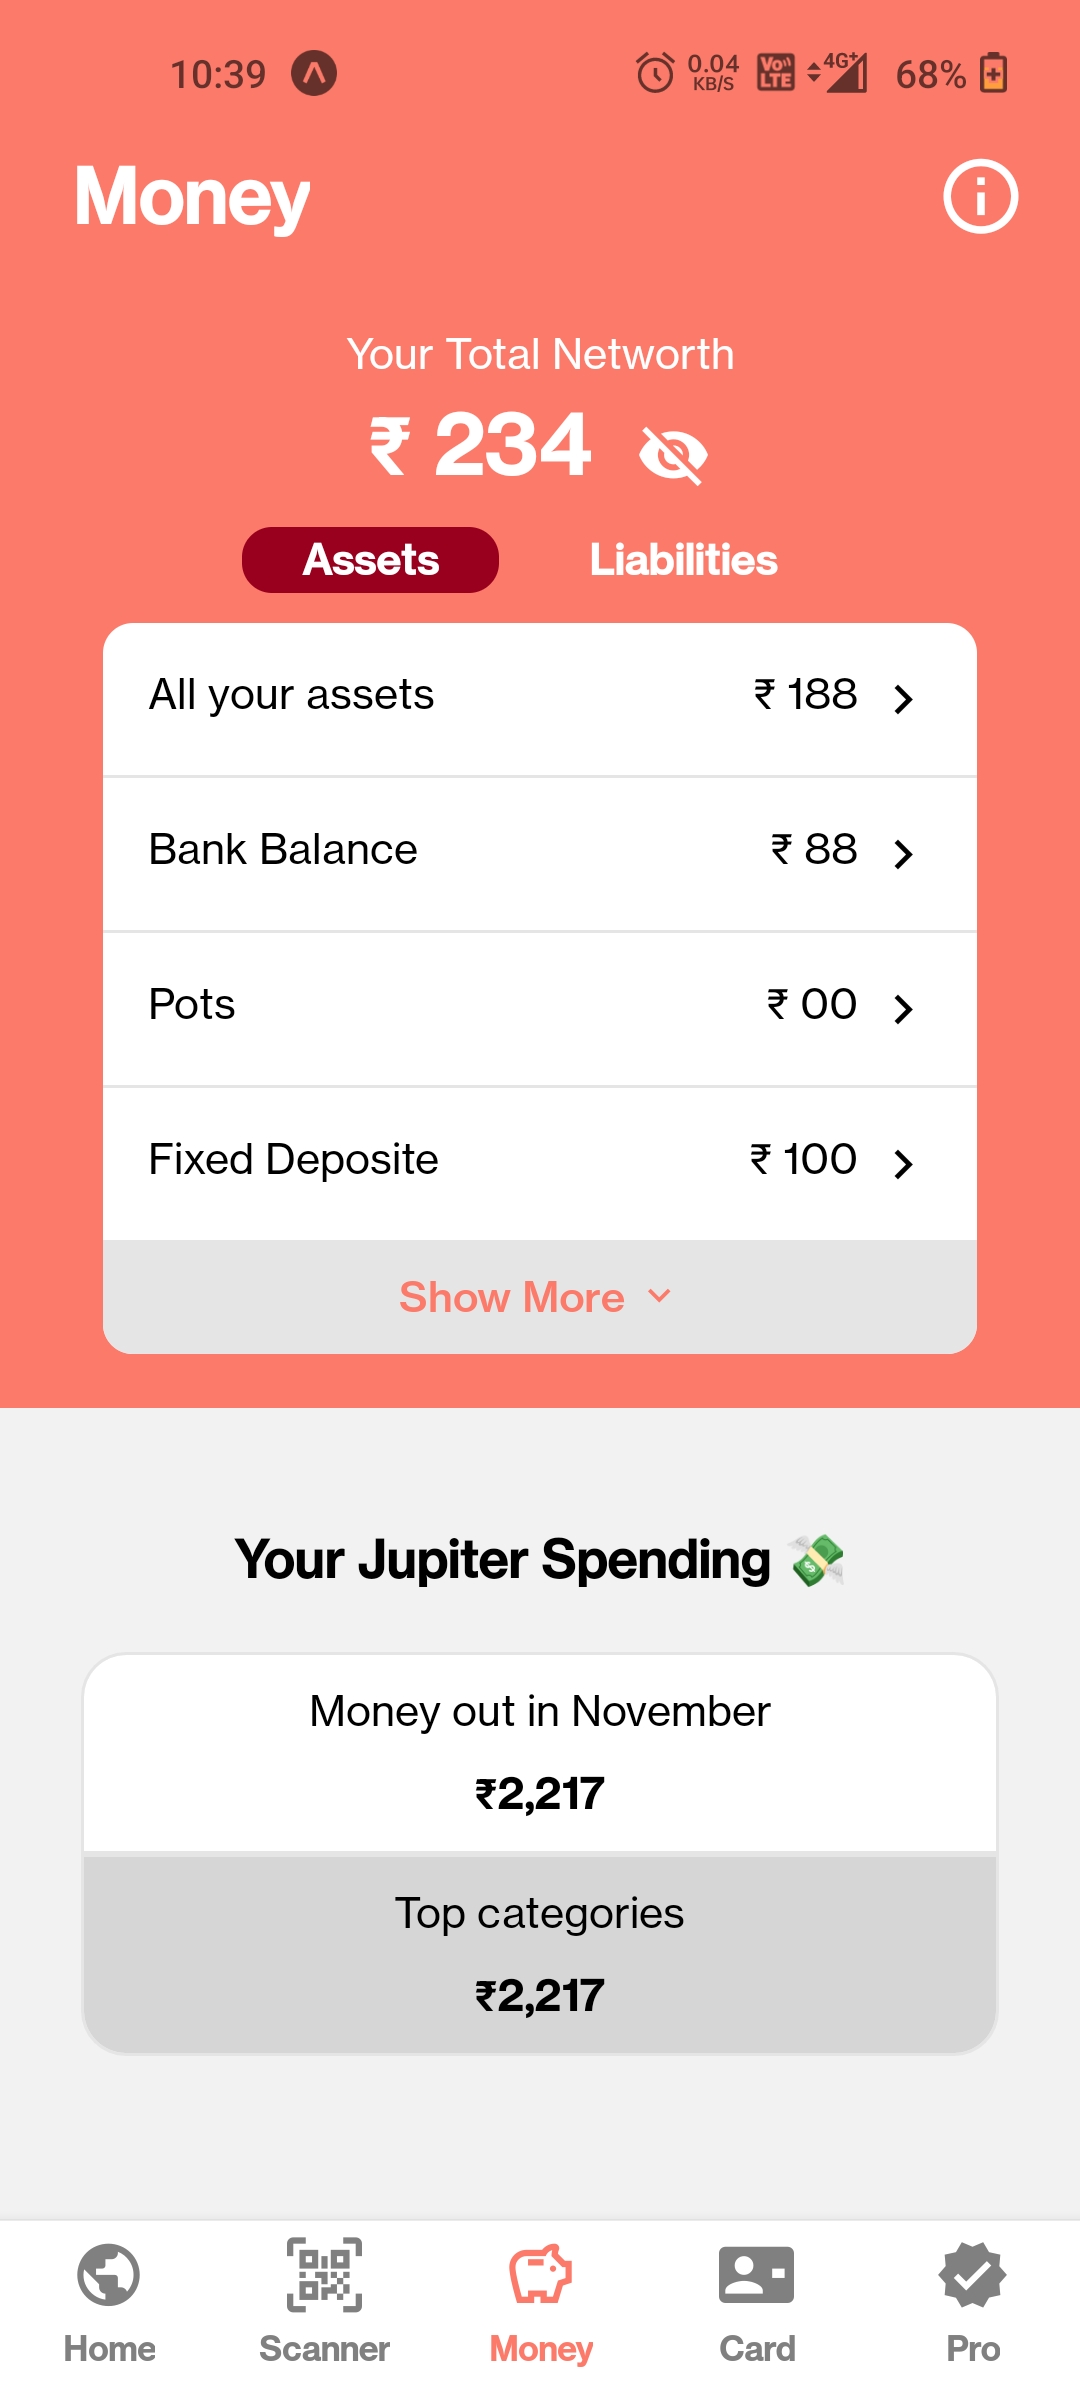 10:39 0.04 KB/S Vo)) LTE 4G+ 68%
Money
Your Total Networth
₹ 234
Assets Liabilities
All your assets ₹ 188
Bank Balance ₹ 88
Pots ₹ 00
Fixed Deposite ₹ 100
Show More
Your Jupiter Spending 💸
Money out in November
₹2,217
Top categories
₹2,217
Home Scanner Money Card Pro